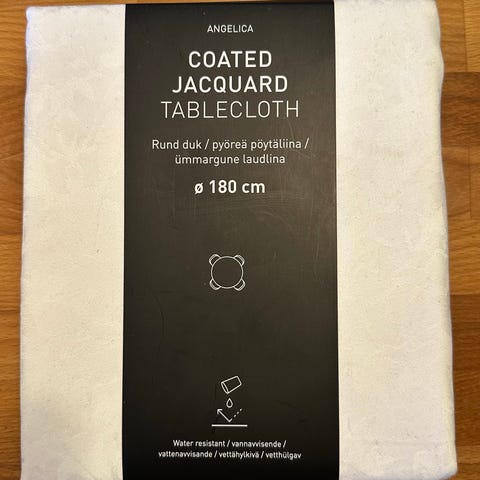 ANGELICA
COATED
JACQUARD
TABLECLOTH
Rund duk / pyöreä pöytäliina /
ümmargune laudlina
ø 180 cm
Water resistant / vannavvisende /
vattenavvisande / vettähylkivä / vetthülgav